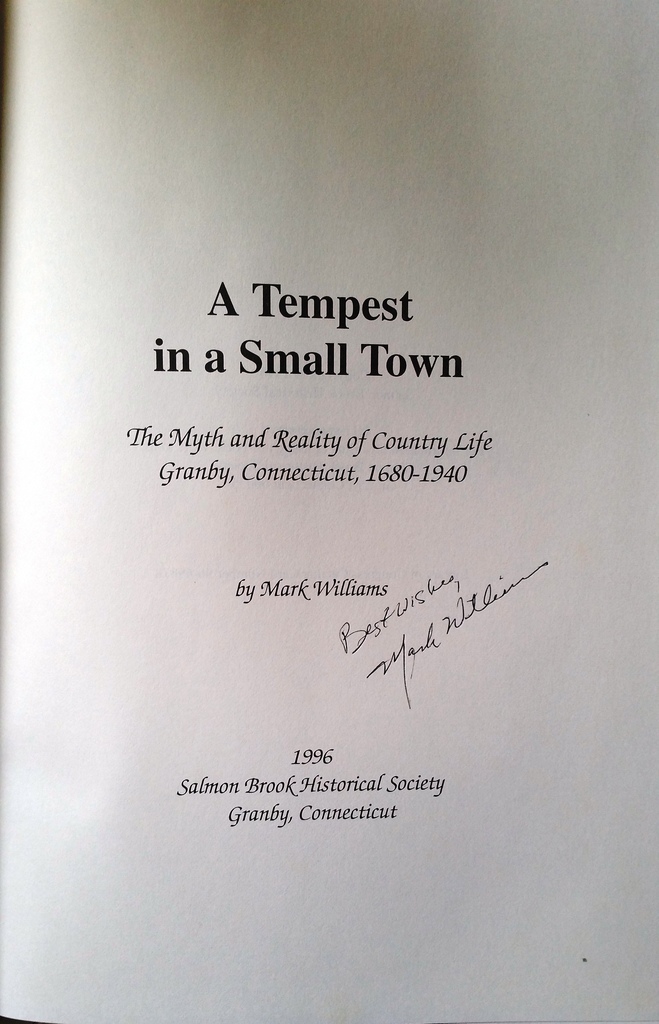 A Tempest
in a Small Town
The Myth and Reality of Country Life
Granby, Connecticut, 1680-1940
by Mark Williams
Best wishes,
Mark Williams
1996
Salmon Brook Historical Society
Granby, Connecticut